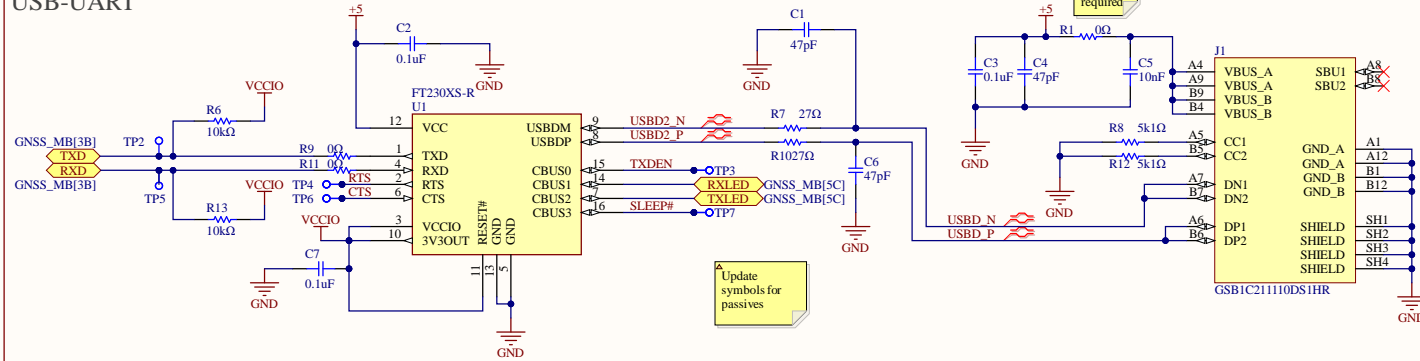 USB-UART
+5
C2
0.1uF
GND
C1
47pF
GND
required
+5
R1 0Ω
C3
0.1uF
C4
47pF
C5
10nF
GND
J1
A4 VBUS_A
A9 VBUS_A
B9 VBUS_B
B4 VBUS_B
SBU1 A8
SBU2 B8
VCCIO
R6
10kΩ
FT230XS-R
U1
12 VCC
USBDM 9 USBD2_N
USBDP 8 USBD2_P
R7 27Ω
R10 27Ω
C6
47pF
GND
GNSS_MB[3B] TP2
TXD
RXD
GNSS_MB[3B] TP5
R9 0Ω
R11 0Ω
1 TXD
4 RXD
TP4 RTS 2 RTS
TP6 CTS 6 CTS
VCCIO
R13
10kΩ
VCCIO
3 VCCIO
10 3V3OUT
CBUS0 15 TXDEN TP3
CBUS1 14 RXLED GNSS_MB[5C]
CBUS2 7 TXLED GNSS_MB[5C]
CBUS3 16 SLEEP# TP7
RESET#
GND
GND
11
13
5
C7
0.1uF
GND
GND
R8 5k1Ω
R12 5k1Ω
GND
A5 CC1
B5 CC2
A7 DN1
B7 DN2
USBD_N
USBD_P
A6 DP1
B6 DP2
GND_A A1
GND_A A12
GND_B B1
GND_B B12
SHIELD SH1
SHIELD SH2
SHIELD SH3
SHIELD SH4
GSB1C211110DS1HR
GND
Update
symbols for
passives